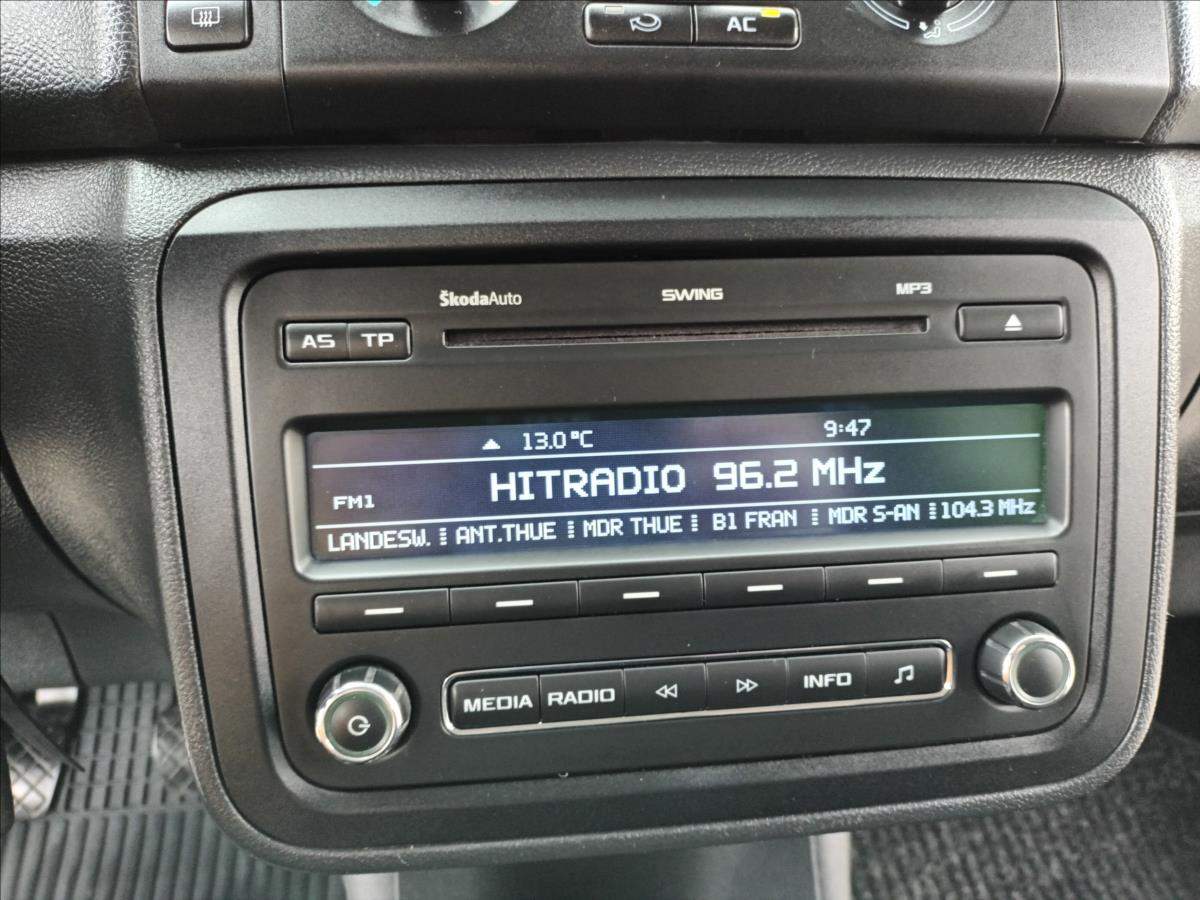 AC
ŠkodaAuto SWING MP3
AS TP
13.0°C 9:47
FM1 HITRADIO 96.2 MHz
LANDESW. ANT.THUE MDR THUE B1 FRAN MDR S-AN 104.3 MHz
MEDIA RADIO INFO